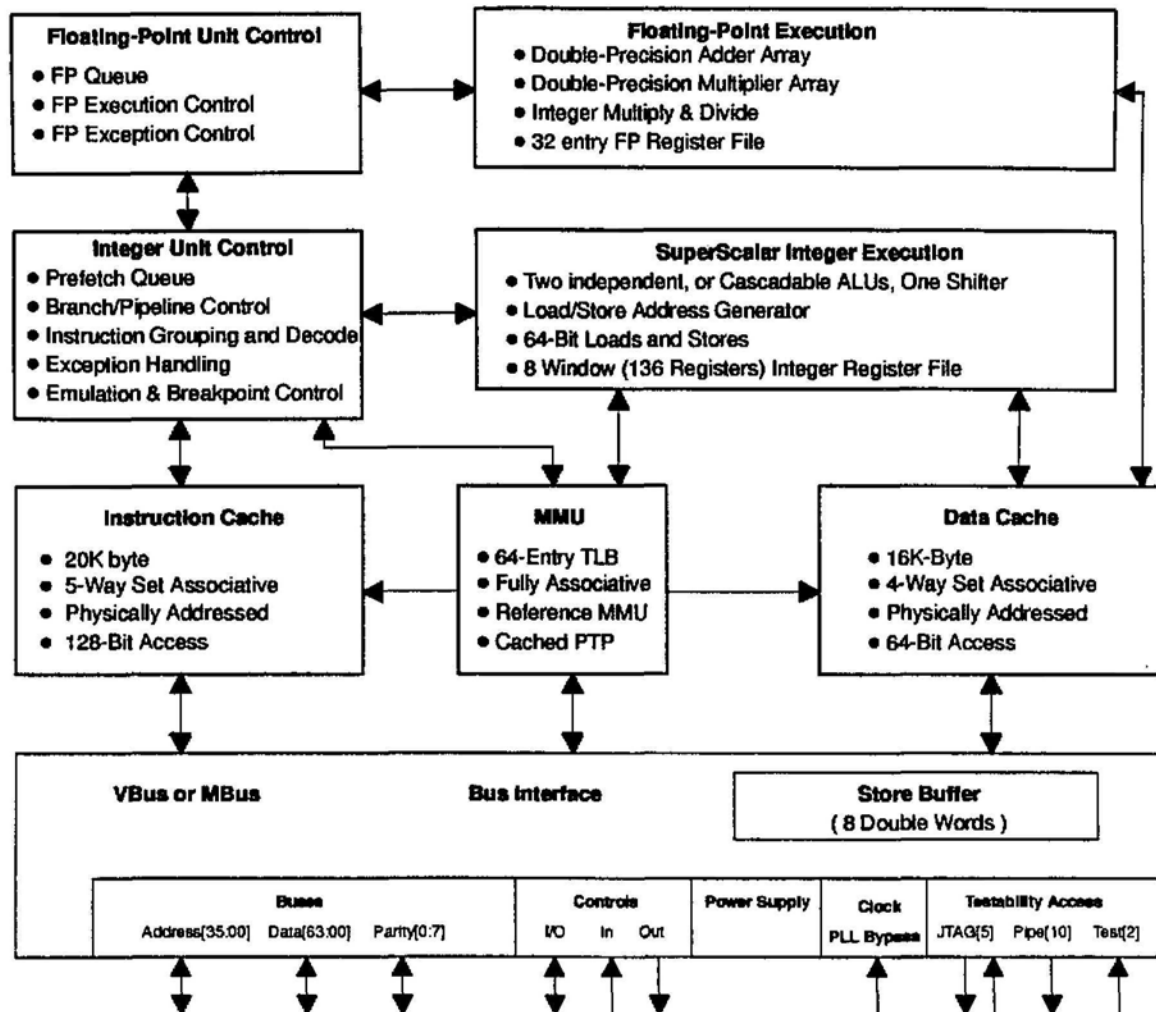 Floating-Point Unit Control
● FP Queue
● FP Execution Control
● FP Exception Control
Floating-Point Execution
● Double-Precision Adder Array
● Double-Precision Multiplier Array
● Integer Multiply & Divide
● 32 entry FP Register File
Integer Unit Control
● Prefetch Queue
● Branch/Pipeline Control
● Instruction Grouping and Decode
● Exception Handling
● Emulation & Breakpoint Control
SuperScalar Integer Execution
● Two independent, or Cascadable ALUs, One Shifter
● Load/Store Address Generator
● 64-Bit Loads and Stores
● 8 Window (136 Registers) Integer Register File
Instruction Cache
● 20K byte
● 5-Way Set Associative
● Physically Addressed
● 128-Bit Access
MMU
● 64-Entry TLB
● Fully Associative
● Reference MMU
● Cached PTP
Data Cache
● 16K-Byte
● 4-Way Set Associative
● Physically Addressed
● 64-Bit Access
VBus or MBus
Bus Interface
Store Buffer
( 8 Double Words )
Buses
Address[35:00] Data[63:00] Parity[0:7]
Controls
I/O In Out
Power Supply
Clock
PLL Bypass
Testability Access
JTAG[5] Pipe[10] Test[2]